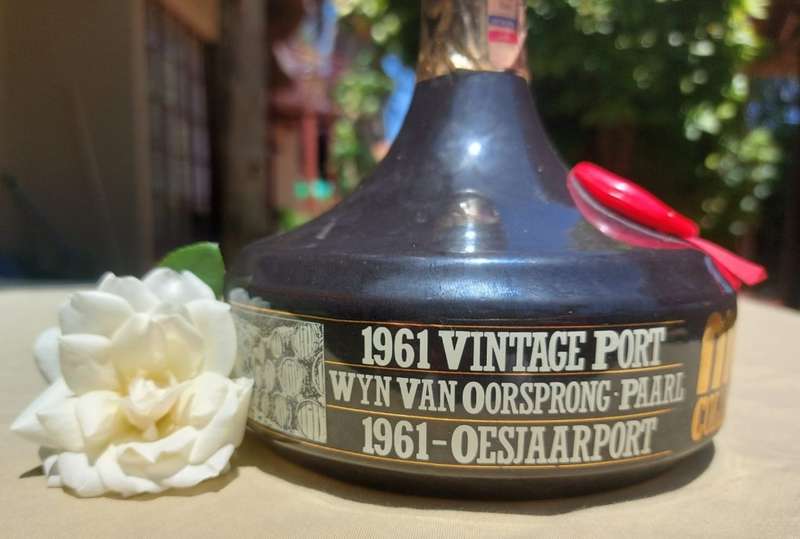 1961 VINTAGE PORT
WYN VAN OORSPRONG·PAARL
1961-OESJAARPORT